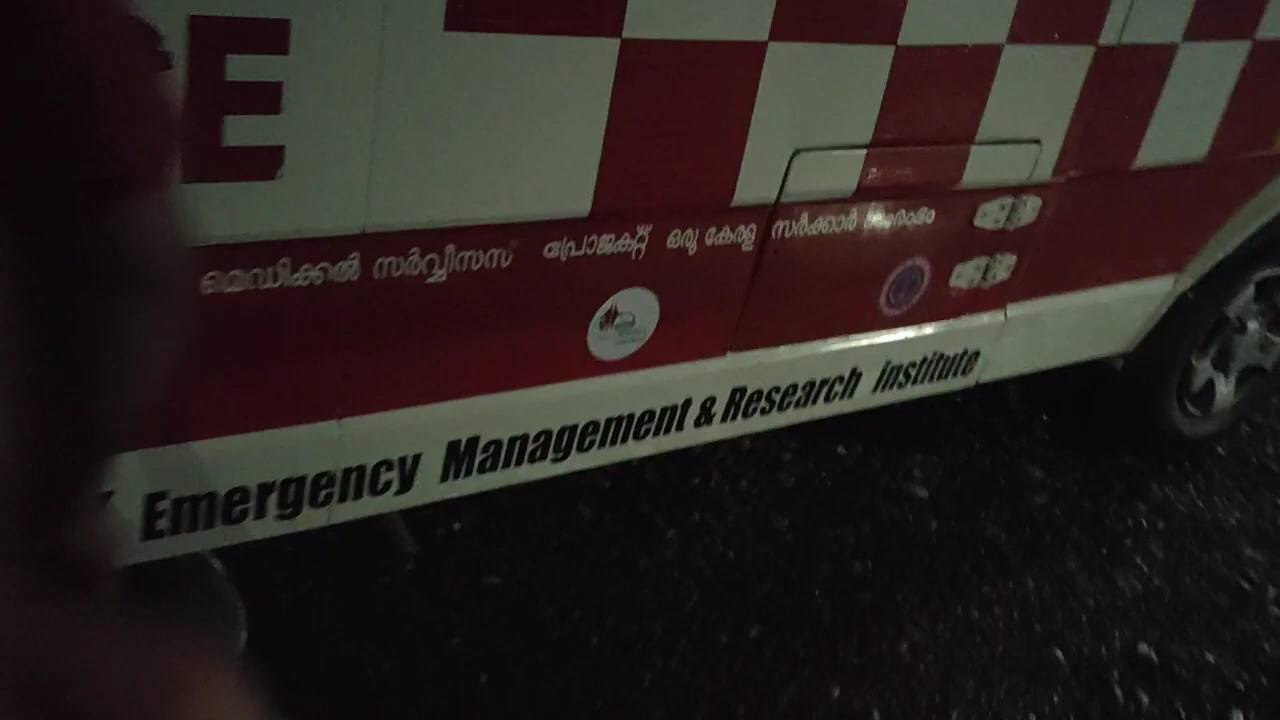 E
മെഡിക്കൽ സർവ്വീസസ് പ്രോജക്റ്റ് ഒരു കേരള സർക്കാർ സംരംഭം
Emergency Management & Research institute